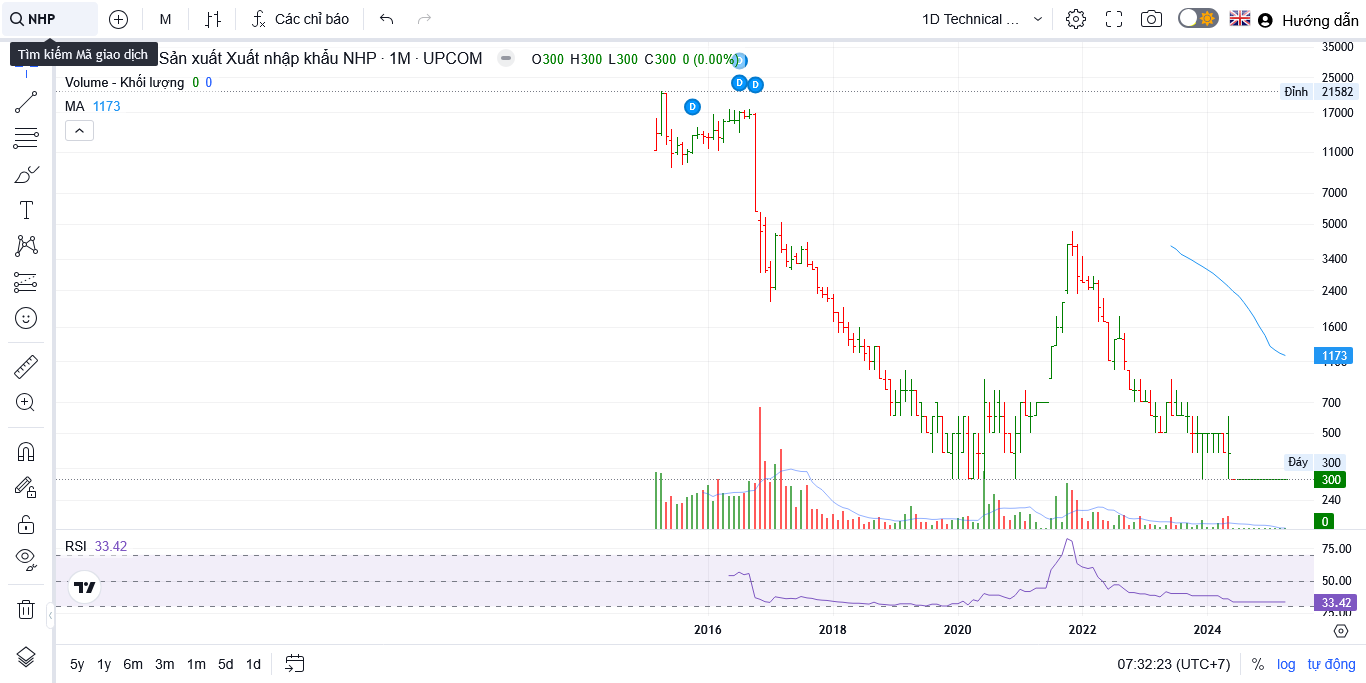 NHP
M
Các chỉ báo
1D Technical ...
Hướng dẫn
Tìm kiếm Mã giao dịch
Sản xuất Xuất nhập khẩu NHP · 1M · UPCOM
O300 H300 L300 C300 0 (0.00%)
Volume - Khối lượng 0 0
MA 1173
D
D
D
35000
25000
Đỉnh 21582
17000
11000
7000
5000
3400
2400
1600
1173
700
500
Đáy 300
300
240
0
RSI 33.42
75.00
50.00
33.42
25.00
2016 2018 2020 2022 2024
5y 1y 6m 3m 1m 5d 1d
07:32:23 (UTC+7)
% log tự động